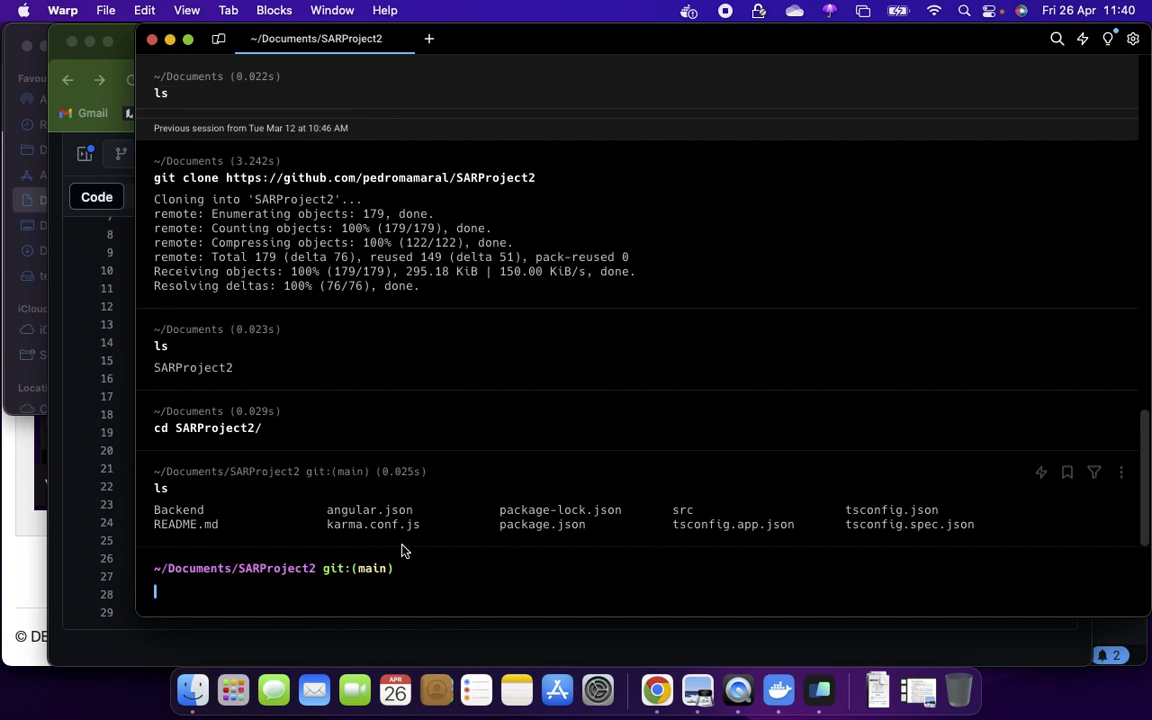 Warp File Edit View Tab Blocks Window Help Fri 26 Apr 11:40
~/Documents/SARProject2
~/Documents (0.022s)
ls
Previous session from Tue Mar 12 at 10:46 AM
~/Documents (3.242s)
git clone https://github.com/pedromamaral/SARProject2
Cloning into 'SARProject2'...
remote: Enumerating objects: 179, done.
remote: Counting objects: 100% (179/179), done.
remote: Compressing objects: 100% (122/122), done.
remote: Total 179 (delta 76), reused 149 (delta 51), pack-reused 0
Receiving objects: 100% (179/179), 295.18 KiB | 150.00 KiB/s, done.
Resolving deltas: 100% (76/76), done.
~/Documents (0.023s)
ls
SARProject2
~/Documents (0.029s)
cd SARProject2/
~/Documents/SARProject2 git:(main) (0.025s)
ls
Backend angular.json package-lock.json src tsconfig.json
README.md karma.conf.js package.json tsconfig.app.json tsconfig.spec.json
~/Documents/SARProject2 git:(main)
Favou
Gmail
Code
8
9
10
11
12
13
14
15
16
17
18
19
20
21
22
23
24
25
26
27
28
29
iCloud
Locati
© DE
2
APR
26